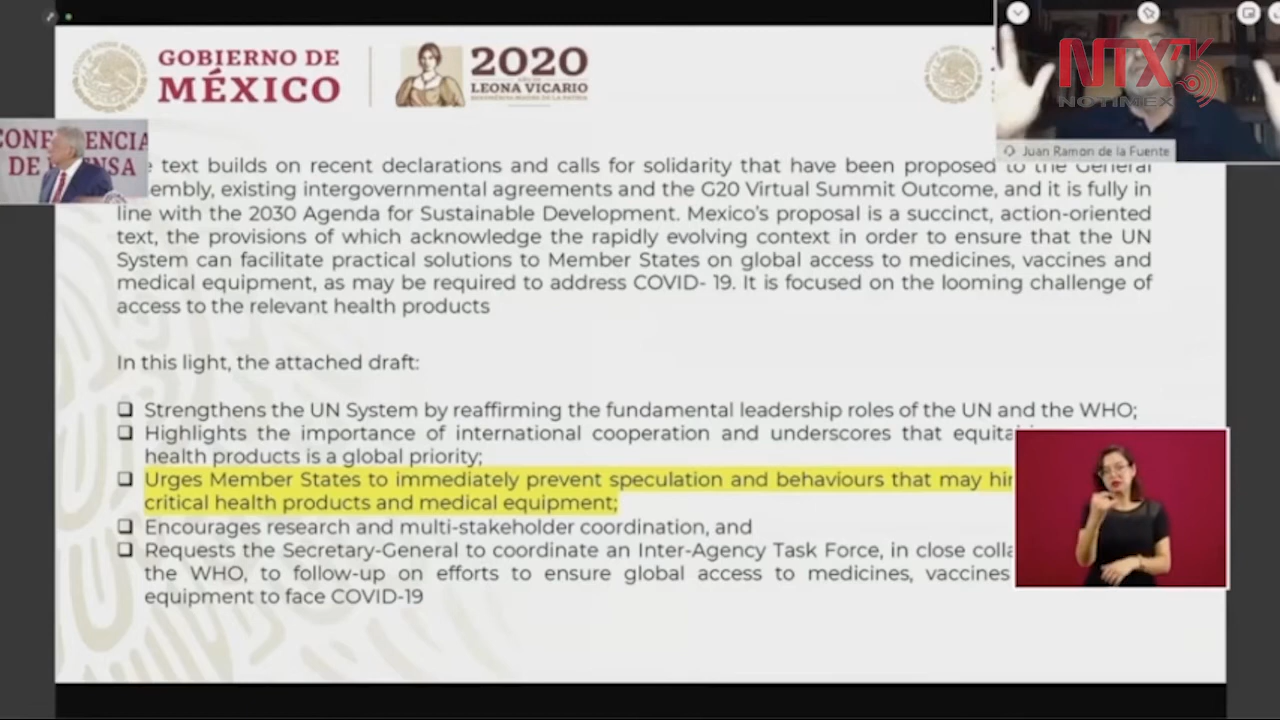 GOBIERNO DE
MÉXICO
2020
LEONA VICARIO
NTX
NOTIMEX
Juan Ramon de la Fuente
CONFERENCIA
DE
NSA
text builds on recent declarations and calls for solidarity that have been proposed to the General
embly, existing intergovernmental agreements and the G20 Virtual Summit Outcome, and it is fully in
line with the 2030 Agenda for Sustainable Development. Mexico's proposal is a succinct, action-oriented
text, the provisions of which acknowledge the rapidly evolving context in order to ensure that the UN
System can facilitate practical solutions to Member States on global access to medicines, vaccines and
medical equipment, as may be required to address COVID- 19. It is focused on the looming challenge of
access to the relevant health products
In this light, the attached draft:
Strengthens the UN System by reaffirming the fundamental leadership roles of the UN and the WHO;
Highlights the importance of international cooperation and underscores that equita
health products is a global priority;
Urges Member States to immediately prevent speculation and behaviours that may hin
critical health products and medical equipment;
Encourages research and multi-stakeholder coordination, and
Requests the Secretary-General to coordinate an Inter-Agency Task Force, in close colla
the WHO, to follow-up on efforts to ensure global access to medicines, vaccines
equipment to face COVID-19